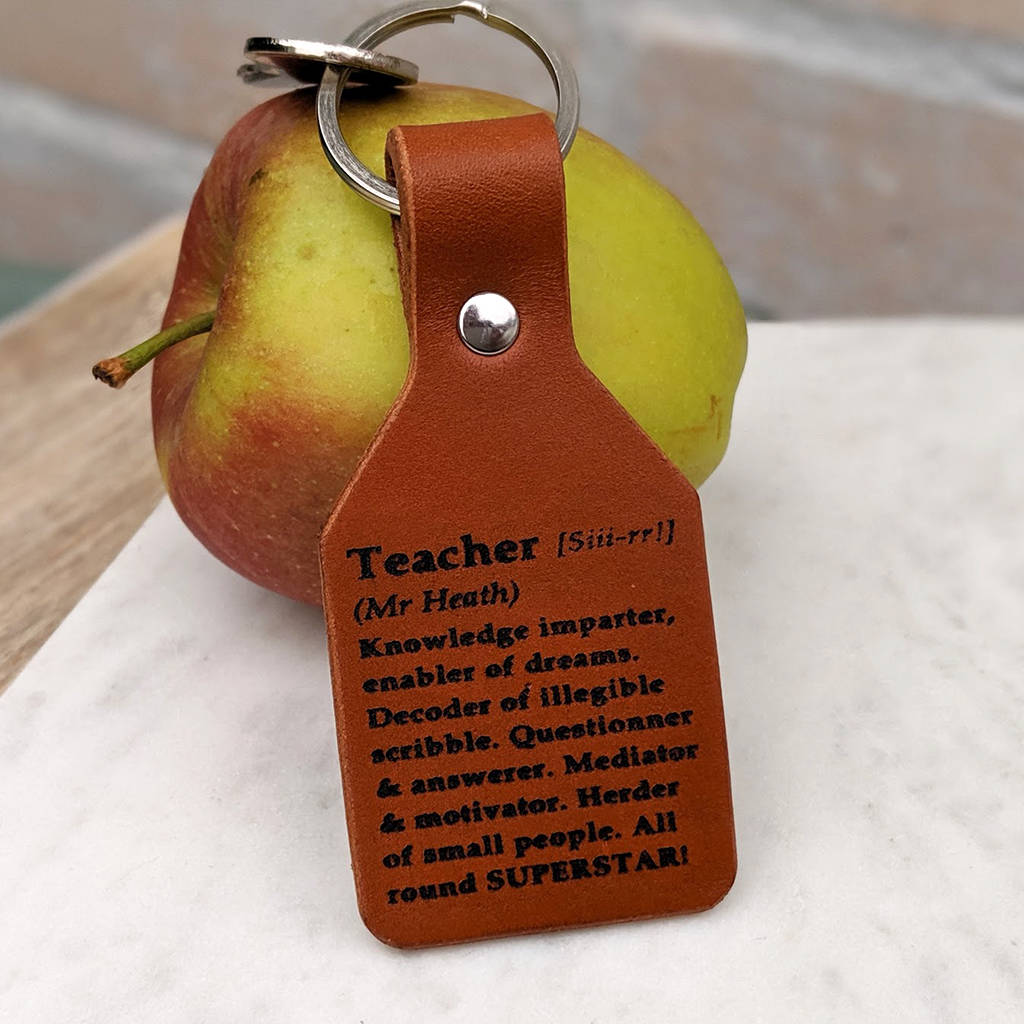 Teacher [Siii-rr!]
(Mr Heath)
Knowledge imparter,
enabler of dreams.
Decoder of illegible
scribble. Questionner
& answerer. Mediator
& motivator. Herder
of small people. All
round SUPERSTAR!